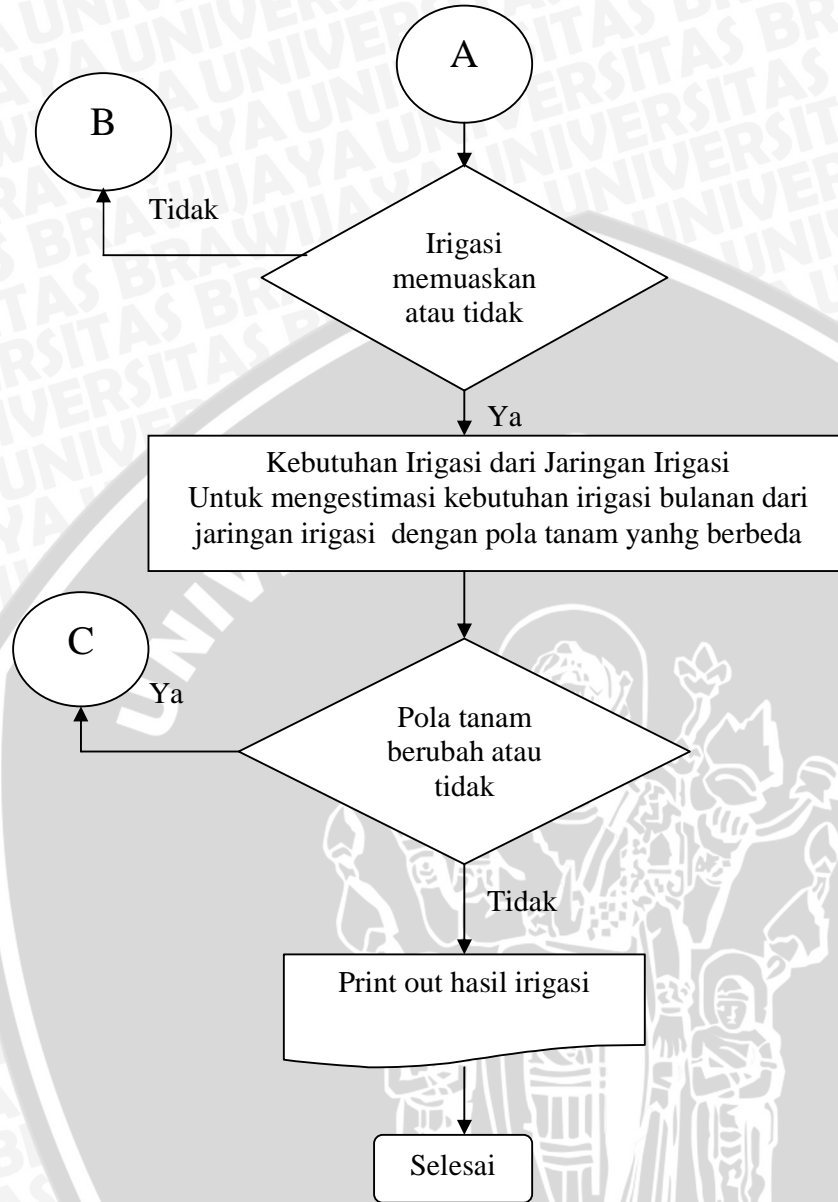 A
B
Tidak
Irigasi
memuaskan
atau tidak
Ya
Kebutuhan Irigasi dari Jaringan Irigasi
Untuk mengestimasi kebutuhan irigasi bulanan dari
jaringan irigasi dengan pola tanam yanhg berbeda
C
Ya
Pola tanam
berubah atau
tidak
Tidak
Print out hasil irigasi
Selesai